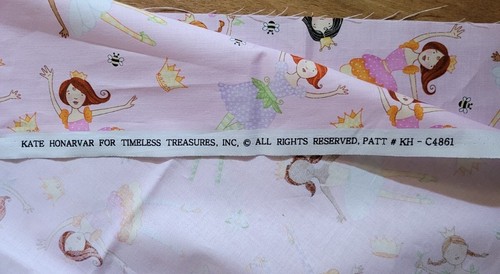 KATE HONARVAR FOR TIMELESS TREASURES, INC, © ALL RIGHTS RESERVED, PATT # KH - C4861